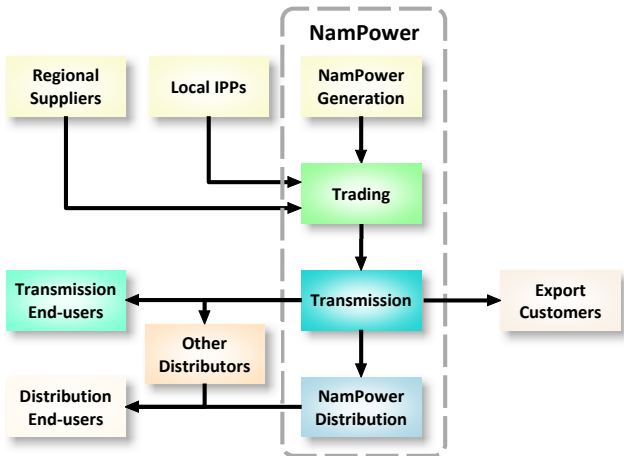 NamPower
Regional
Suppliers
Local IPPs
NamPower
Generation
Trading
Transmission
End-users
Transmission
Export
Customers
Other
Distributors
Distribution
End-users
NamPower
Distribution